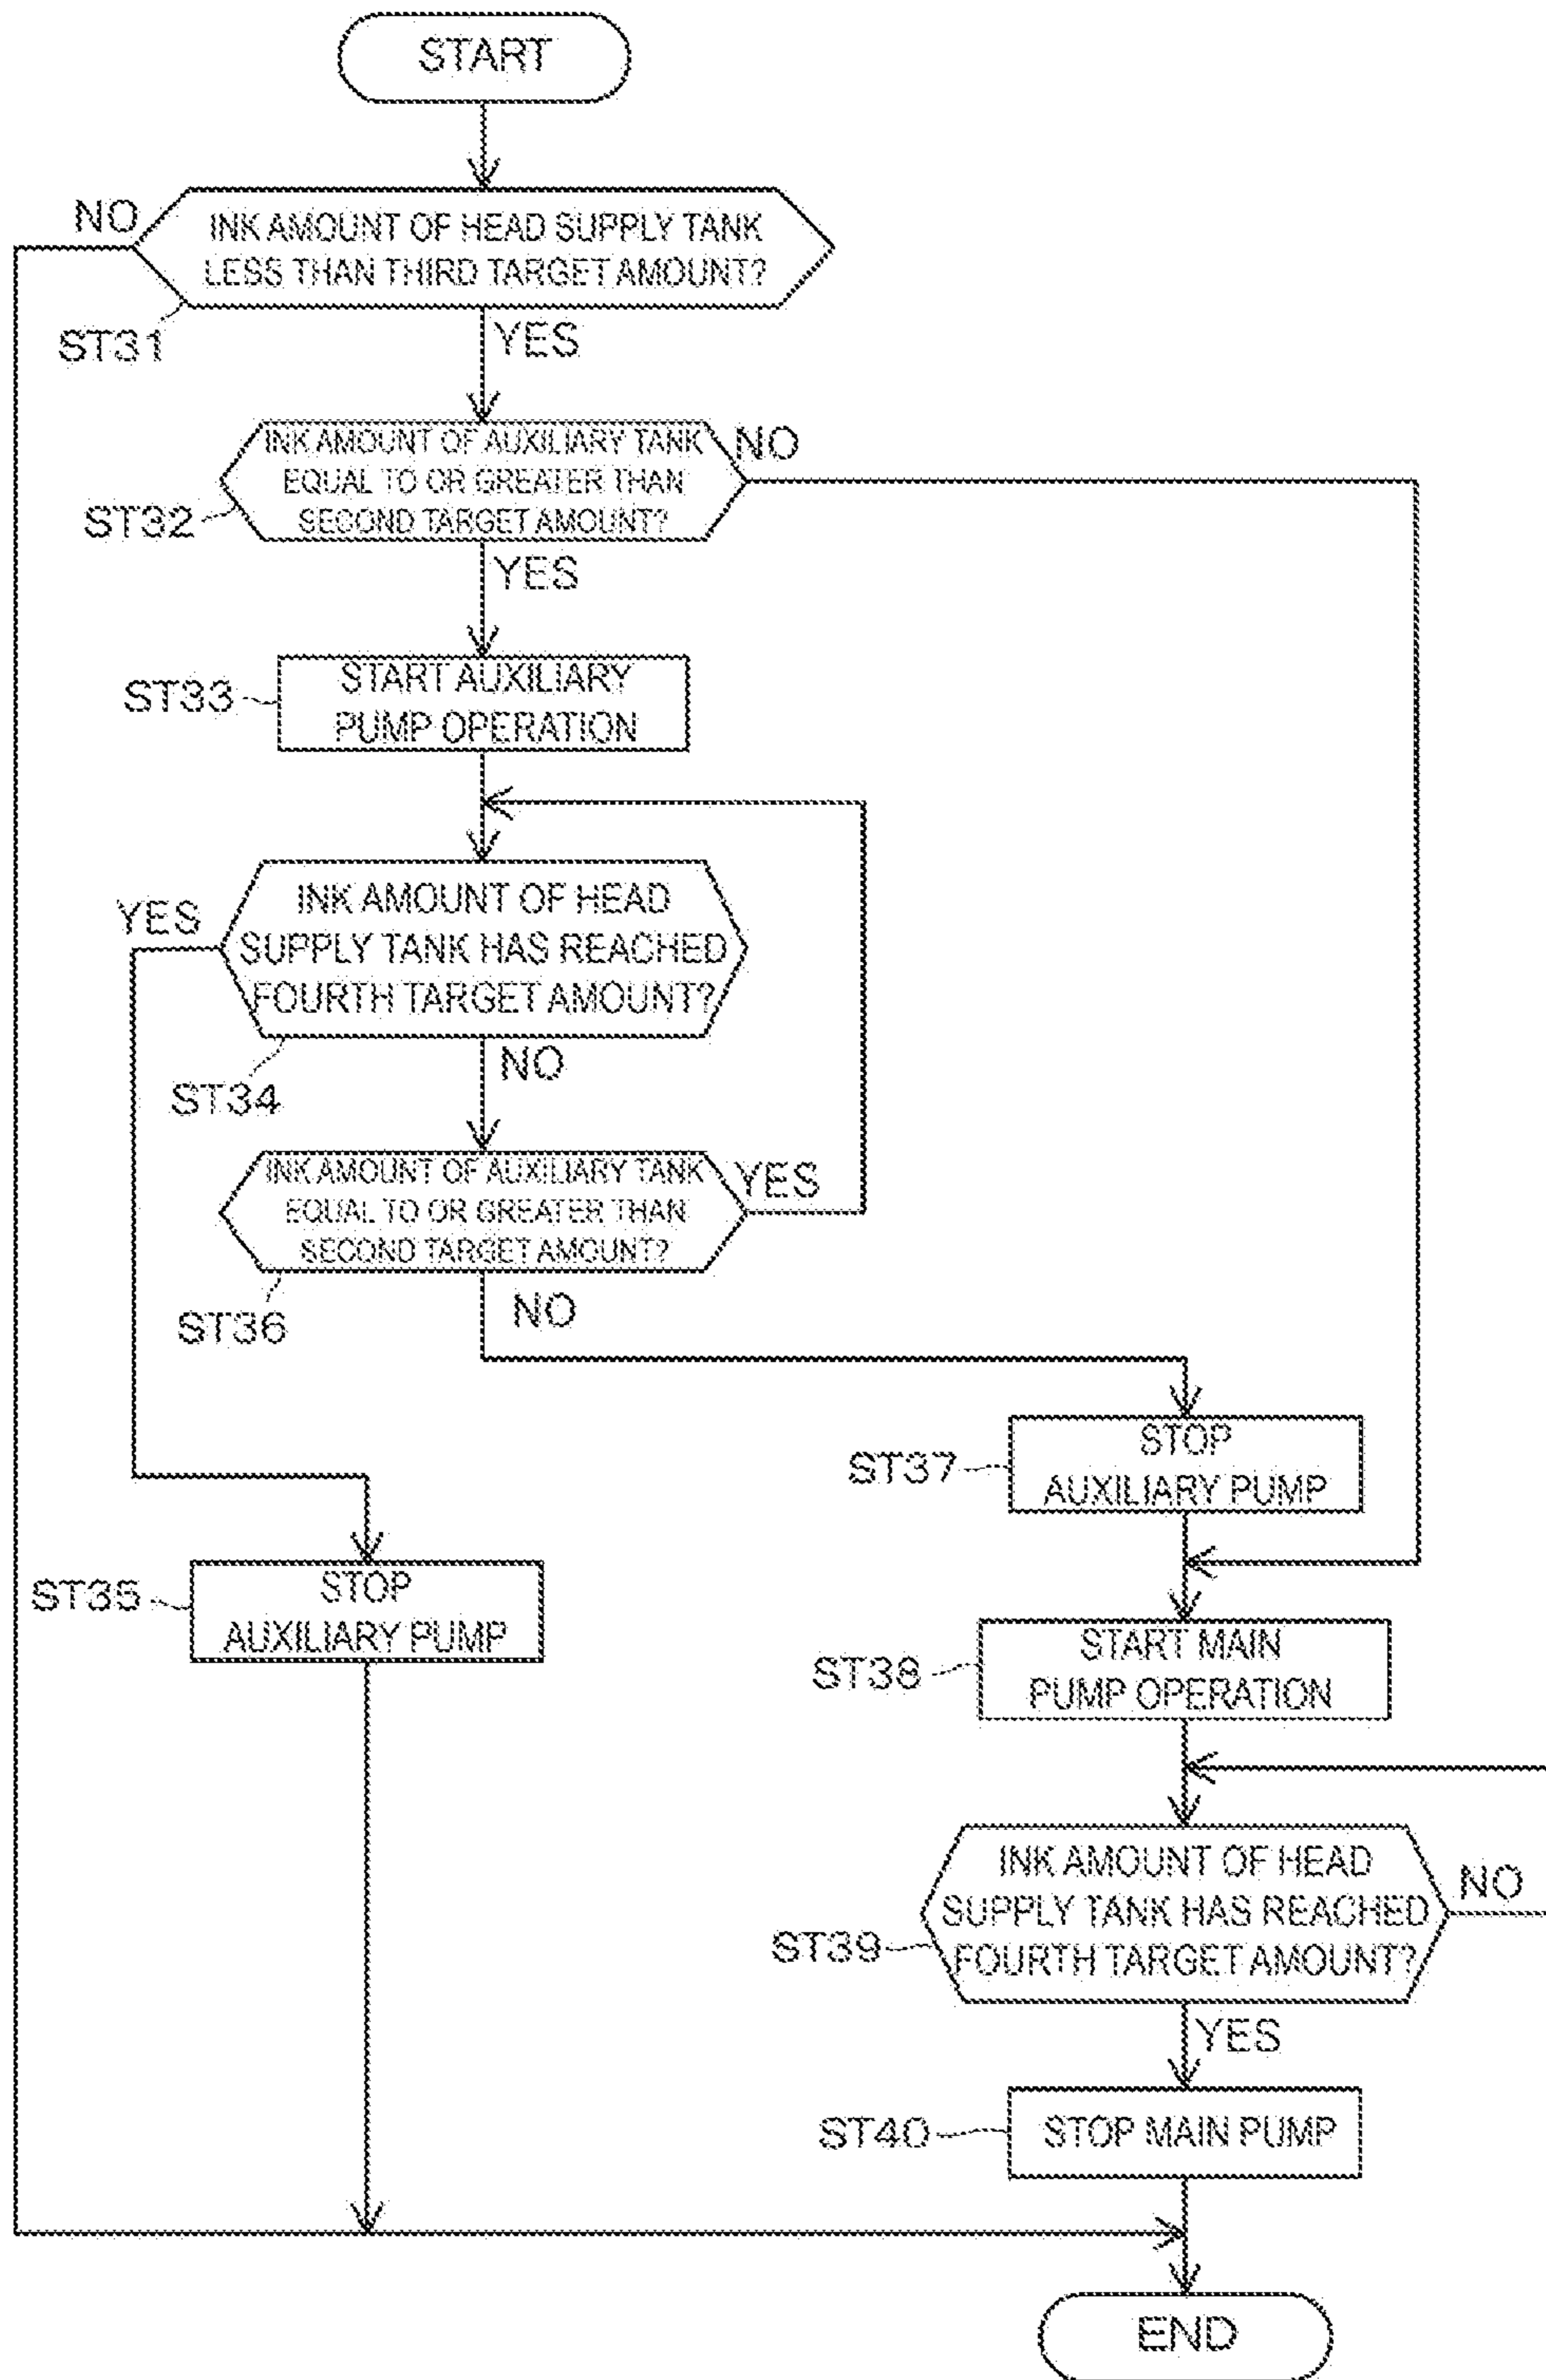 START
NO
INK AMOUNT OF HEAD SUPPLY TANK
LESS THAN THIRD TARGET AMOUNT?
ST31
YES
INK AMOUNT OF AUXILIARY TANK
EQUAL TO OR GREATER THAN
SECOND TARGET AMOUNT?
NO
ST32
YES
ST33
START AUXILIARY
PUMP OPERATION
YES
INK AMOUNT OF HEAD
SUPPLY TANK HAS REACHED
FOURTH TARGET AMOUNT?
ST34
NO
INK AMOUNT OF AUXILIARY TANK
EQUAL TO OR GREATER THAN
SECOND TARGET AMOUNT?
YES
ST36
NO
ST37
STOP
AUXILIARY PUMP
ST35
STOP
AUXILIARY PUMP
ST38
START MAIN
PUMP OPERATION
INK AMOUNT OF HEAD
SUPPLY TANK HAS REACHED
FOURTH TARGET AMOUNT?
NO
ST39
YES
ST40
STOP MAIN PUMP
END